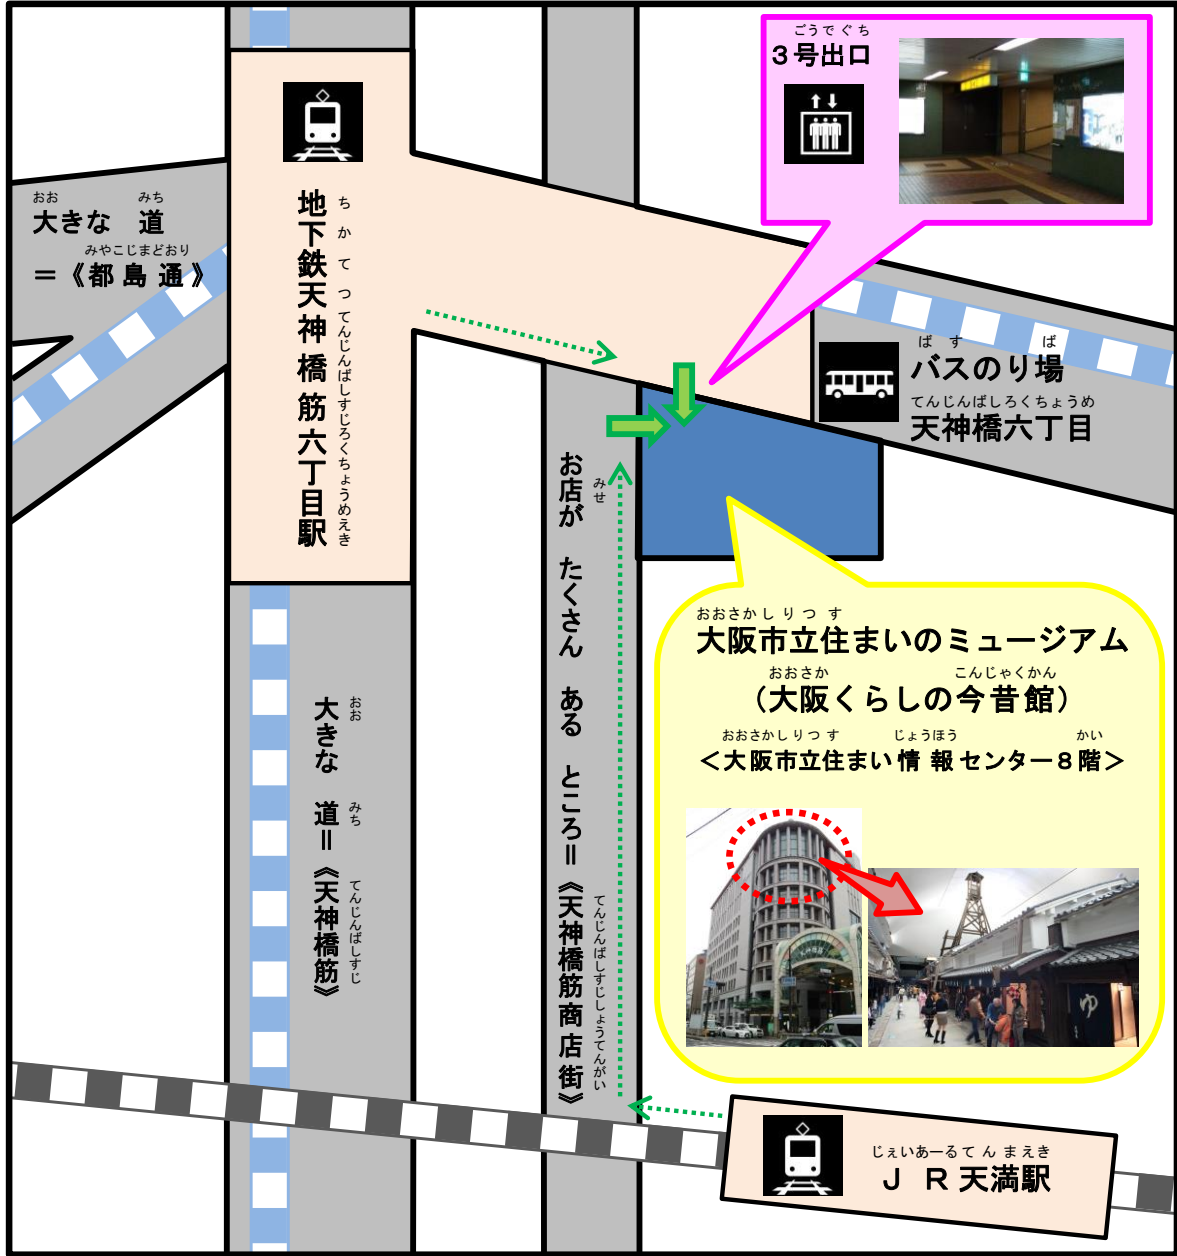 ごうでぐち
３号出口
おお　みち
大きな　道
みやこじまどおり
＝《都島通》
ちかてつてんじんばしすじろくちょうめえき
地下鉄天神橋筋六丁目駅
ばす　ば
バスのり場
てんじんばしろくちょうめ
天神橋六丁目
みせ
お店が　たくさん　ある　ところ＝《天神橋筋商店街》
てんじんばしすじしょうてんがい
おおさかしりつす
大阪市立住まいのミュージアム
おおさか　こんじゃくかん
（大阪くらしの今昔館）
おおさかしりつす　じょうほう　かい
＜大阪市立住まい情報センター８階＞
おお　みち　てんじんばしすじ
大きな　道＝《天神橋筋》
ゆ
じぇいあーるてんまえき
ＪＲ天満駅